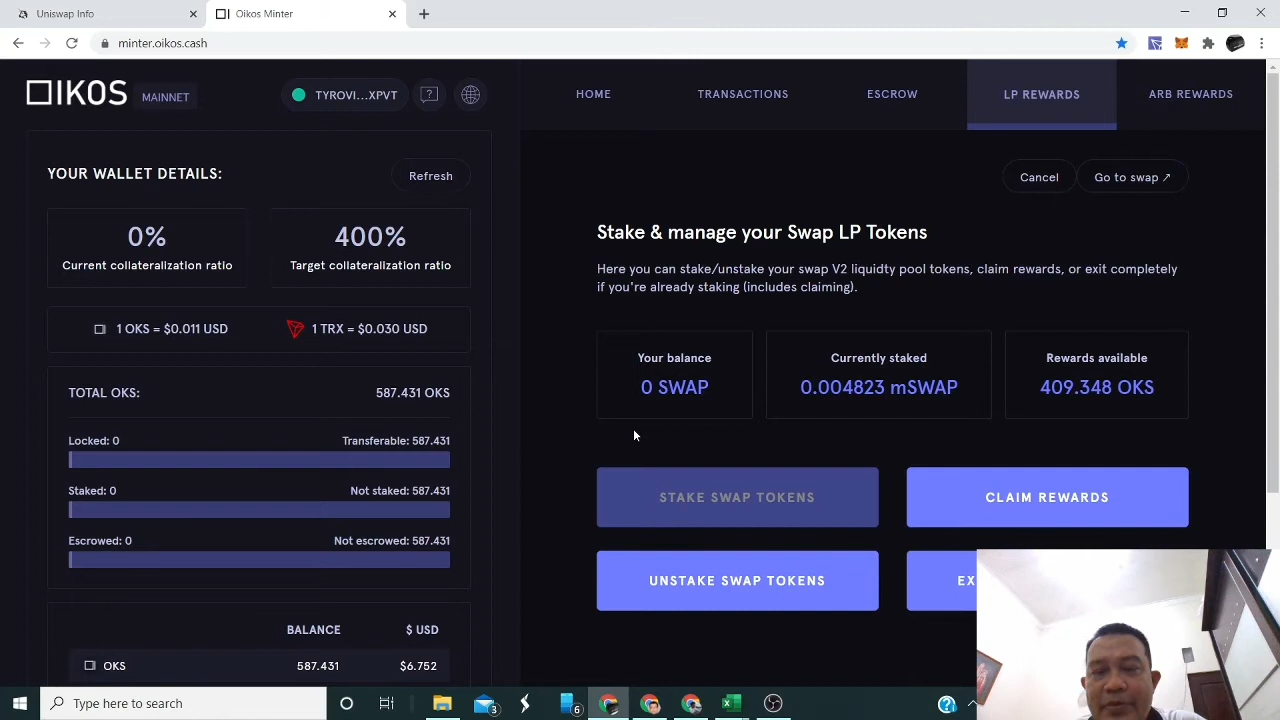 Uniswap Info
Oikos Minter
minter.oikos.cash
OIKOS MAINNET
TYROVI...XPVT
HOME
TRANSACTIONS
ESCROW
LP REWARDS
ARB REWARDS
YOUR WALLET DETAILS:
Refresh
0%
Current collateralization ratio
400%
Target collateralization ratio
1 OKS = $0.011 USD
1 TRX = $0.030 USD
TOTAL OKS: 587.431 OKS
Locked: 0 Transferable: 587.431
Staked: 0 Not staked: 587.431
Escrowed: 0 Not escrowed: 587.431
BALANCE $ USD
OKS 587.431 $6.752
Cancel
Go to swap ↗
Stake & manage your Swap LP Tokens
Here you can stake/unstake your swap V2 liquidty pool tokens, claim rewards, or exit completely
if you're already staking (includes claiming).
Your balance
0 SWAP
Currently staked
0.004823 mSWAP
Rewards available
409.348 OKS
STAKE SWAP TOKENS
CLAIM REWARDS
UNSTAKE SWAP TOKENS
EX
Type here to search
3
6